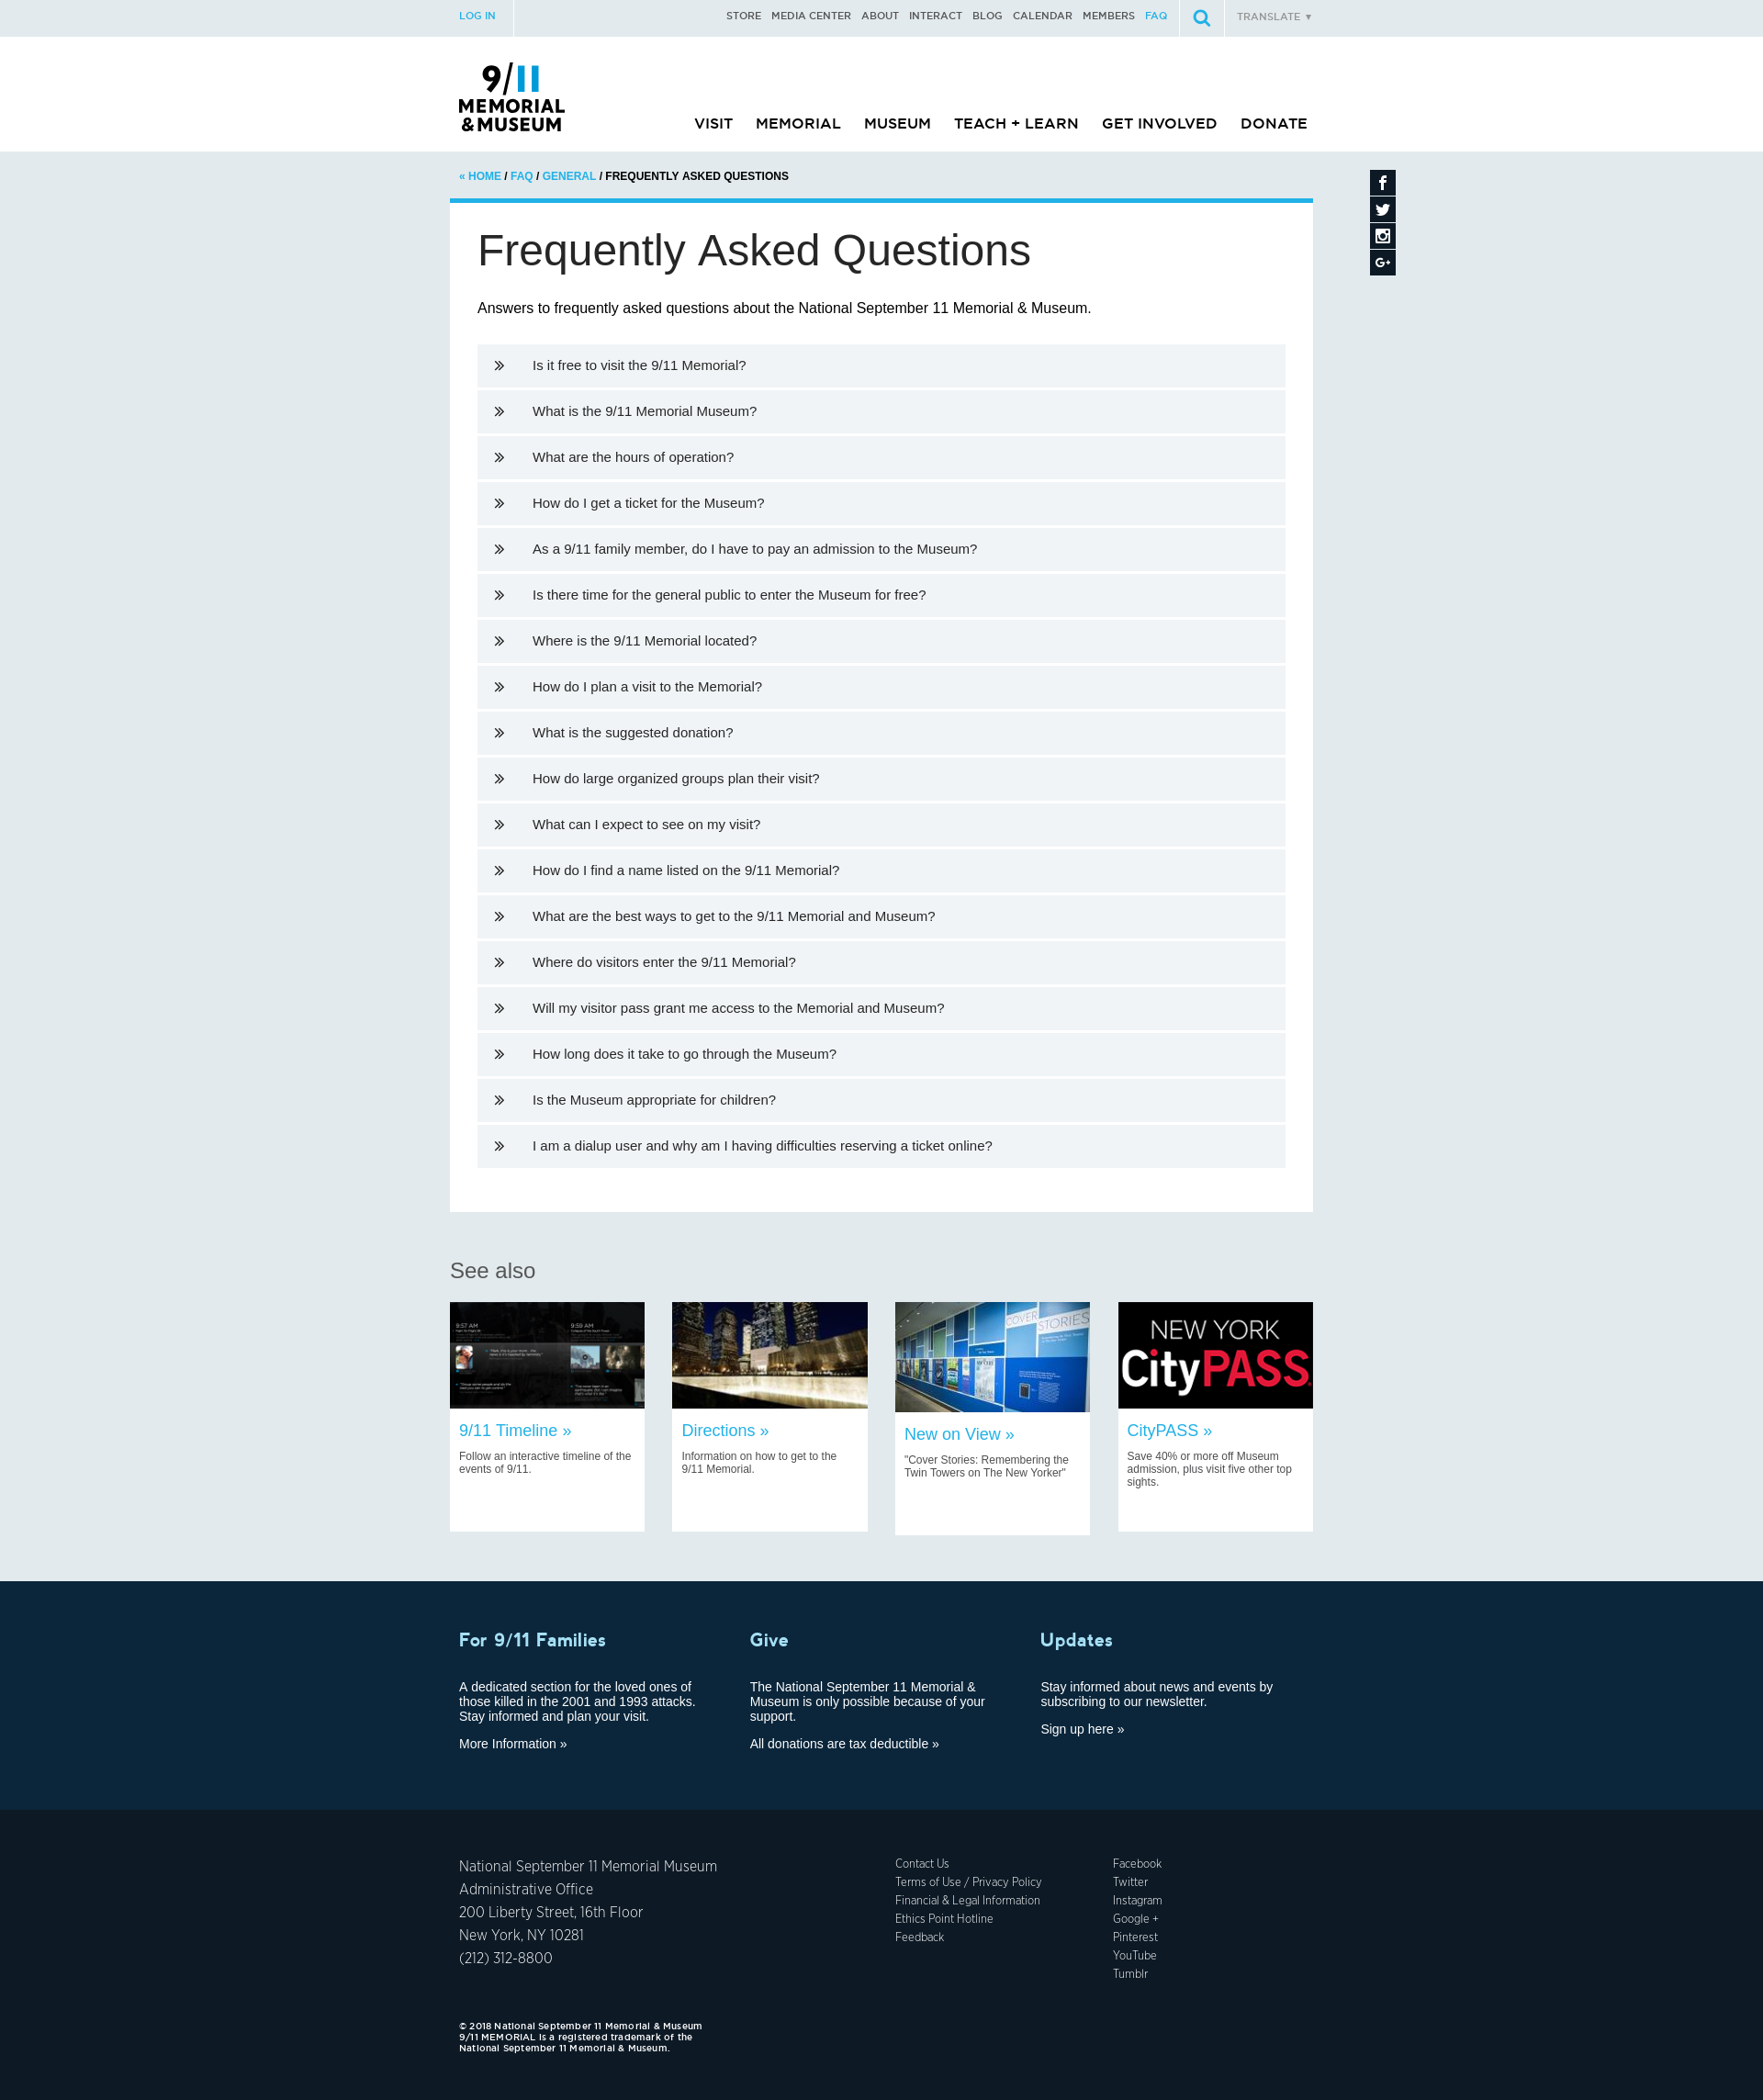 LOG IN
STORE MEDIA CENTER ABOUT INTERACT BLOG CALENDAR MEMBERS FAQ
TRANSLATE ▼
9/11
MEMORIAL
&MUSEUM
VISIT MEMORIAL MUSEUM TEACH + LEARN GET INVOLVED DONATE
« HOME / FAQ / GENERAL / FREQUENTLY ASKED QUESTIONS
Frequently Asked Questions
Answers to frequently asked questions about the National September 11 Memorial & Museum.
» Is it free to visit the 9/11 Memorial?
» What is the 9/11 Memorial Museum?
» What are the hours of operation?
» How do I get a ticket for the Museum?
» As a 9/11 family member, do I have to pay an admission to the Museum?
» Is there time for the general public to enter the Museum for free?
» Where is the 9/11 Memorial located?
» How do I plan a visit to the Memorial?
» What is the suggested donation?
» How do large organized groups plan their visit?
» What can I expect to see on my visit?
» How do I find a name listed on the 9/11 Memorial?
» What are the best ways to get to the 9/11 Memorial and Museum?
» Where do visitors enter the 9/11 Memorial?
» Will my visitor pass grant me access to the Memorial and Museum?
» How long does it take to go through the Museum?
» Is the Museum appropriate for children?
» I am a dialup user and why am I having difficulties reserving a ticket online?
See also
9:57 AM
9:59 AM
9/11 Timeline »
Follow an interactive timeline of the
events of 9/11.
Directions »
Information on how to get to the
9/11 Memorial.
COVER
STORIES
New on View »
"Cover Stories: Remembering the
Twin Towers on The New Yorker"
NEW YORK
CityPASS
CityPASS »
Save 40% or more off Museum
admission, plus visit five other top
sights.
For 9/11 Families
A dedicated section for the loved ones of
those killed in the 2001 and 1993 attacks.
Stay informed and plan your visit.
More Information »
Give
The National September 11 Memorial &
Museum is only possible because of your
support.
All donations are tax deductible »
Updates
Stay informed about news and events by
subscribing to our newsletter.
Sign up here »
National September 11 Memorial Museum
Administrative Office
200 Liberty Street, 16th Floor
New York, NY 10281
(212) 312-8800
Contact Us
Terms of Use / Privacy Policy
Financial & Legal Information
Ethics Point Hotline
Feedback
Facebook
Twitter
Instagram
Google +
Pinterest
YouTube
Tumblr
© 2018 National September 11 Memorial & Museum
9/11 MEMORIAL is a registered trademark of the
National September 11 Memorial & Museum.